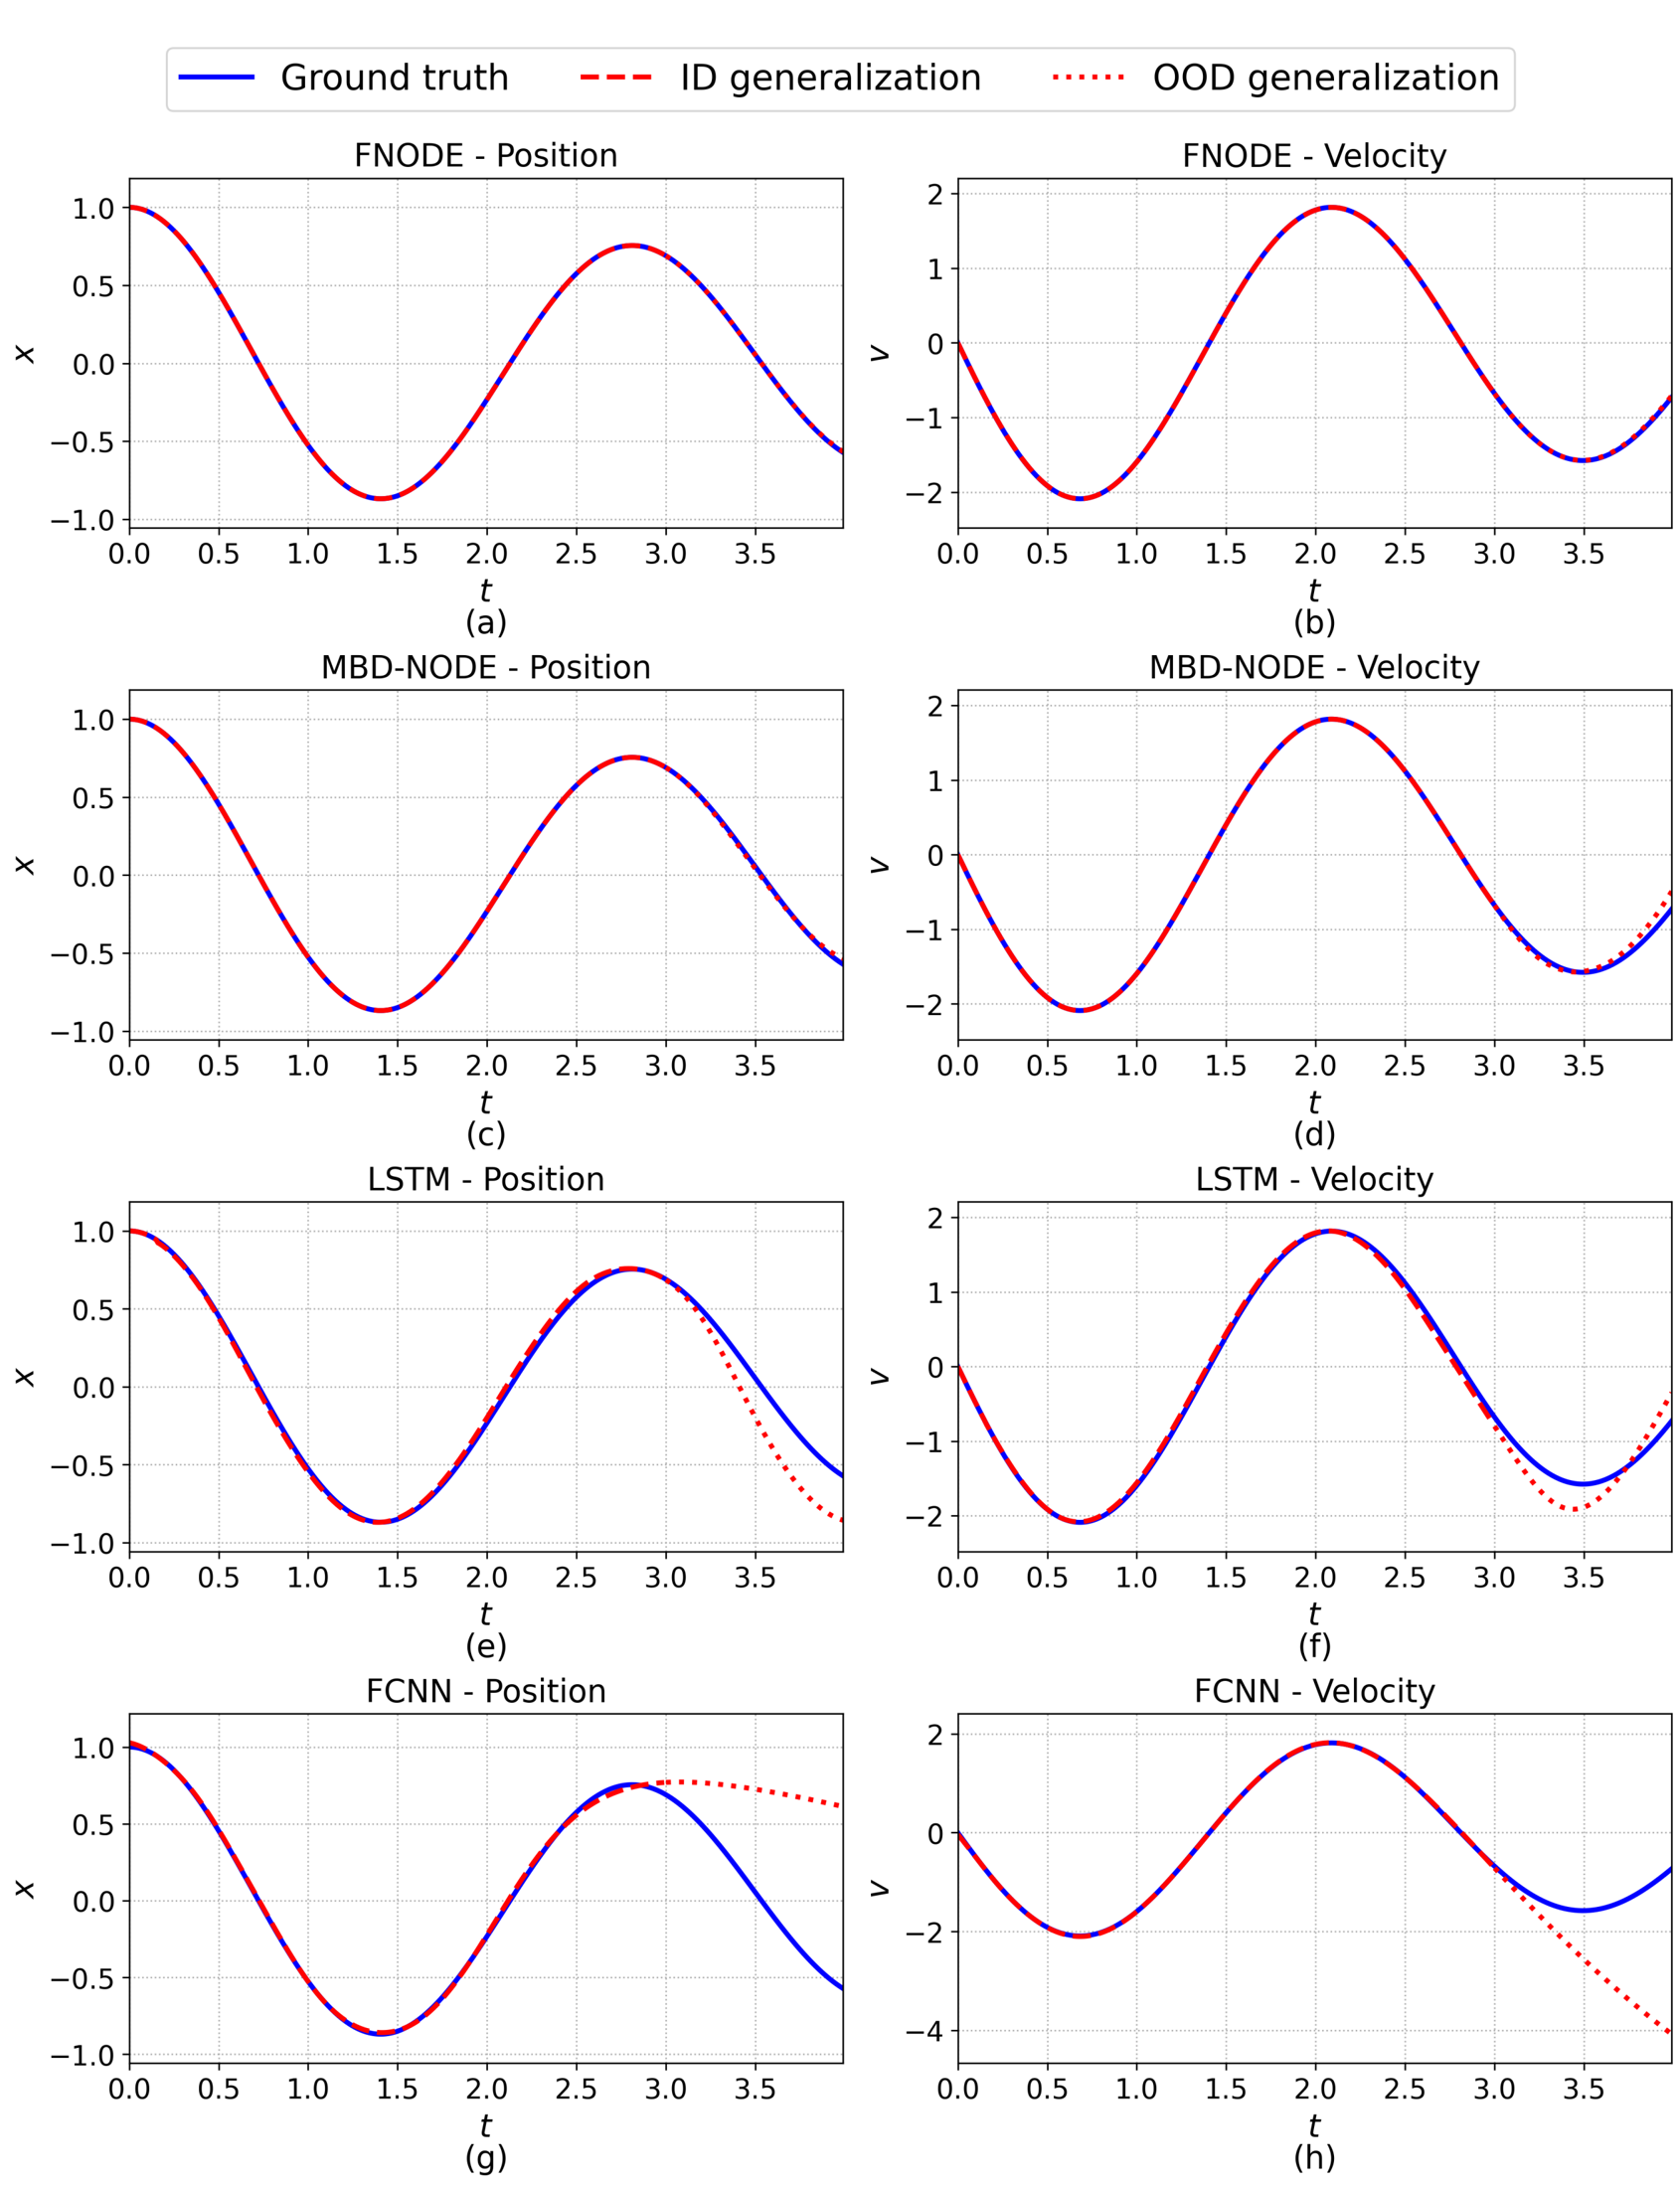 Ground truth ID generalization OOD generalization
FNODE - Position FNODE - Velocity
1.0
0.5
0.0
−0.5
−1.0
x
0.0 0.5 1.0 1.5 2.0 2.5 3.0 3.5
t
(a)
2
1
0
−1
−2
v
0.0 0.5 1.0 1.5 2.0 2.5 3.0 3.5
t
(b)
MBD-NODE - Position MBD-NODE - Velocity
1.0
0.5
0.0
−0.5
−1.0
x
0.0 0.5 1.0 1.5 2.0 2.5 3.0 3.5
t
(c)
2
1
0
−1
−2
v
0.0 0.5 1.0 1.5 2.0 2.5 3.0 3.5
t
(d)
LSTM - Position LSTM - Velocity
1.0
0.5
0.0
−0.5
−1.0
x
0.0 0.5 1.0 1.5 2.0 2.5 3.0 3.5
t
(e)
2
1
0
−1
−2
v
0.0 0.5 1.0 1.5 2.0 2.5 3.0 3.5
t
(f)
FCNN - Position FCNN - Velocity
1.0
0.5
0.0
−0.5
−1.0
x
0.0 0.5 1.0 1.5 2.0 2.5 3.0 3.5
t
(g)
2
0
−2
−4
v
0.0 0.5 1.0 1.5 2.0 2.5 3.0 3.5
t
(h)